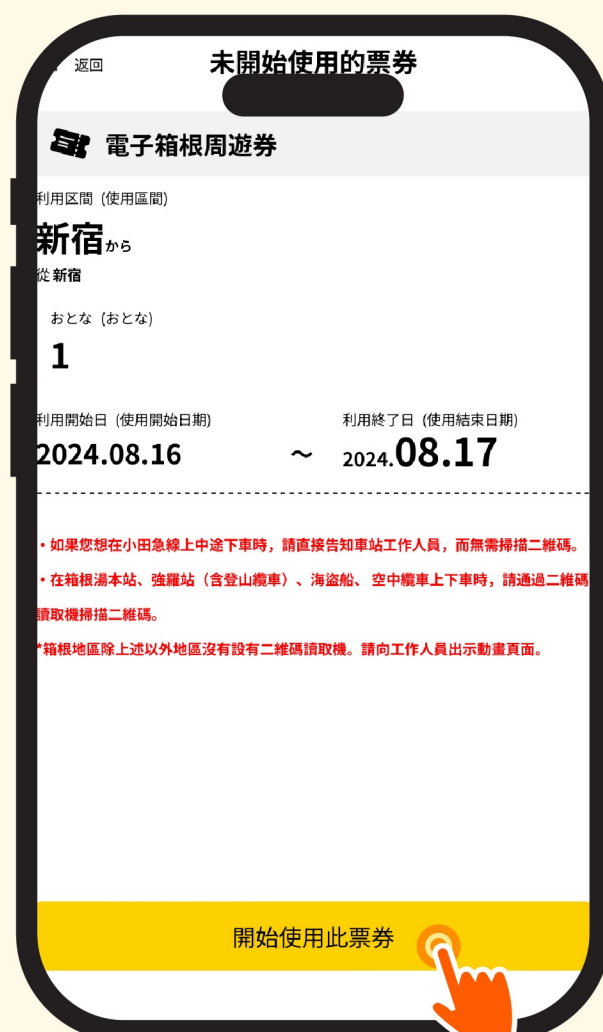 返回
未開始使用的票券
電子箱根周遊券
利用区間 (使用區間)
新宿から
從 新宿
おとな (おとな)
1
利用開始日 (使用開始日期)
利用終了日 (使用結束日期)
2024.08.16 ～ 2024.08.17
・如果您想在小田急線上中途下車時，請直接告知車站工作人員，而無需掃描二維碼。
・在箱根湯本站、強羅站（含登山纜車）、海盜船、 空中纜車上下車時，請通過二維碼
讀取機掃描二維碼。
*箱根地區除上述以外地區沒有設有二維碼讀取機。請向工作人員出示動畫頁面。
開始使用此票券